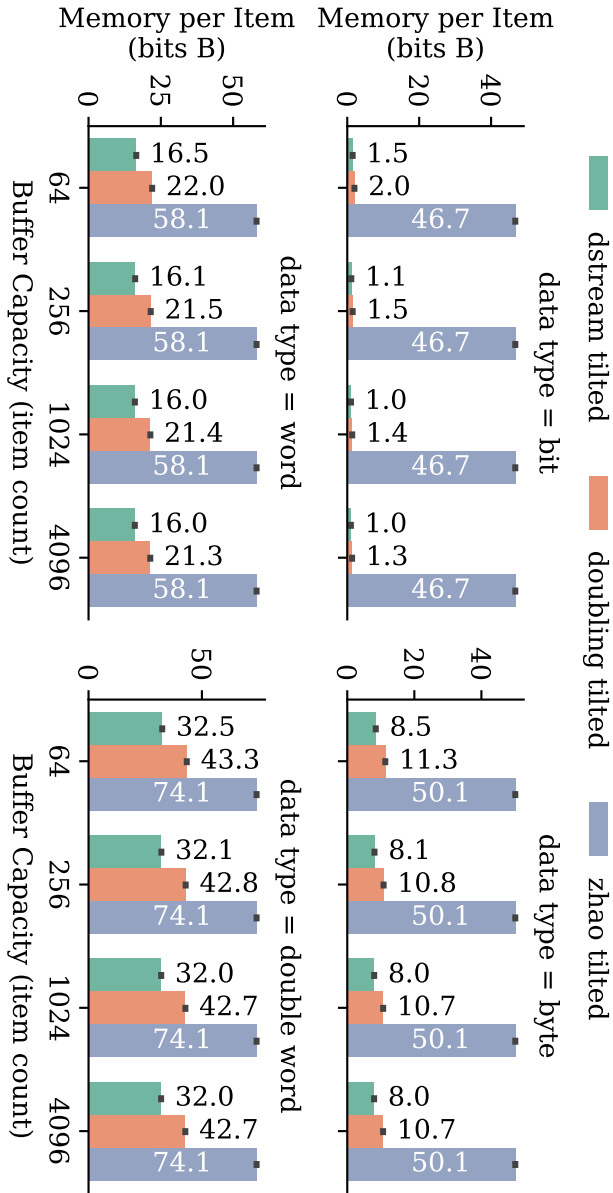 dstream tilted doubling tilted zhao tilted
data type = bit
Memory per Item
(bits B)
0 20 40
1.5 2.0 46.7
1.1 1.5 46.7
1.0 1.4 46.7
1.0 1.3 46.7
data type = byte
0 20 40
8.5 11.3 50.1
8.1 10.8 50.1
8.0 10.7 50.1
8.0 10.7 50.1
data type = word
Memory per Item
(bits B)
0 25 50
16.5 22.0 58.1
16.1 21.5 58.1
16.0 21.4 58.1
16.0 21.3 58.1
64 256 1024 4096
Buffer Capacity (item count)
data type = double word
0 50
32.5 43.3 74.1
32.1 42.8 74.1
32.0 42.7 74.1
32.0 42.7 74.1
64 256 1024 4096
Buffer Capacity (item count)